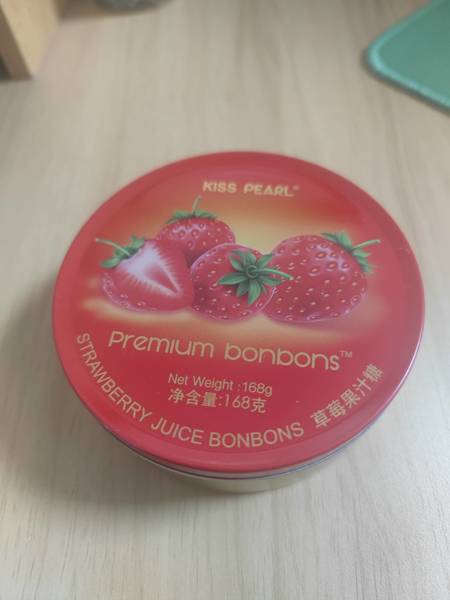 KISS PEARL®
Premium bonbons™
Net Weight :168g
净含量:168克
STRAWBERRY JUICE BONBONS 草莓果汁糖